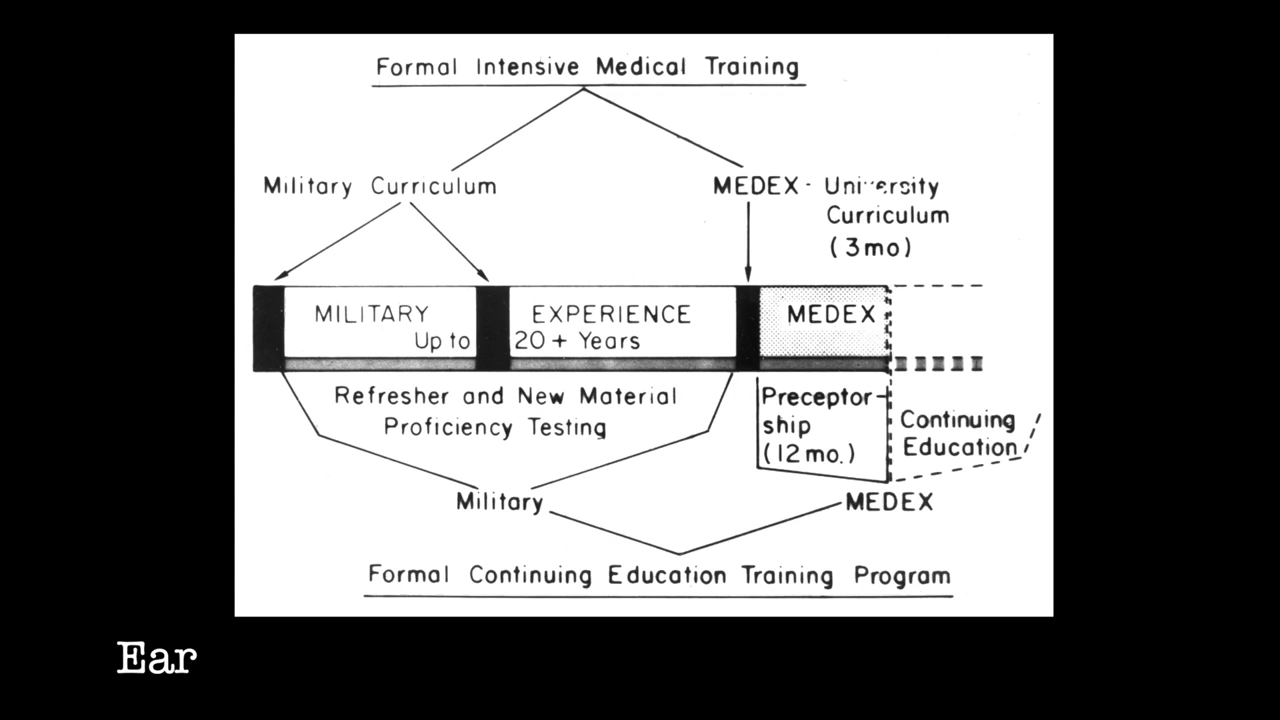 Formal Intensive Medical Training
Military Curriculum
MEDEX - University
Curriculum
(3mo)
MILITARY
Up to
EXPERIENCE
20 + Years
MEDEX
Refresher and New Material
Proficiency Testing
Preceptor-
ship
(12 mo.)
Continuing
Education
Military
MEDEX
Formal Continuing Education Training Program
Ear